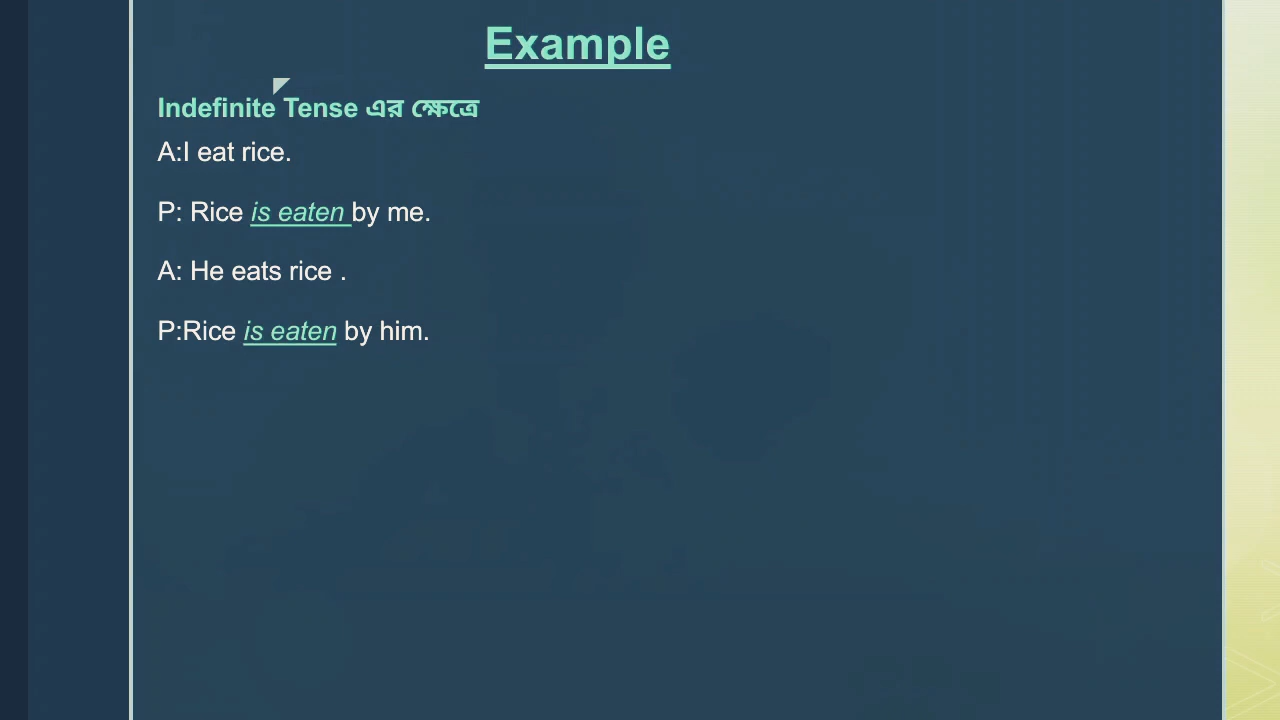 Example
Indefinite Tense এর ক্ষেত্রে
A:I eat rice.
P: Rice is eaten by me.
A: He eats rice .
P:Rice is eaten by him.